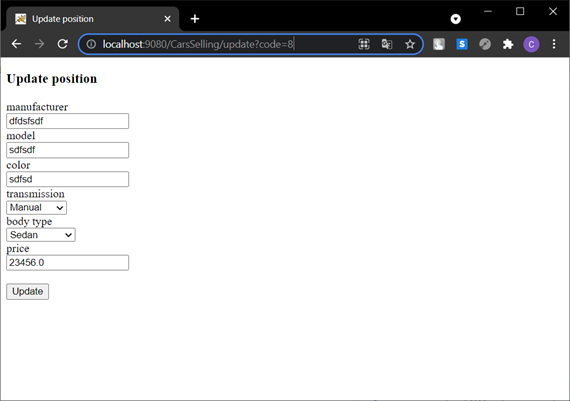 Update position
localhost:9080/CarsSelling/update?code=8
C
Update position
manufacturer
dfdsfsdf
model
sdfsdf
color
sdfsd
transmission
Manual
body type
Sedan
price
23456.0
Update